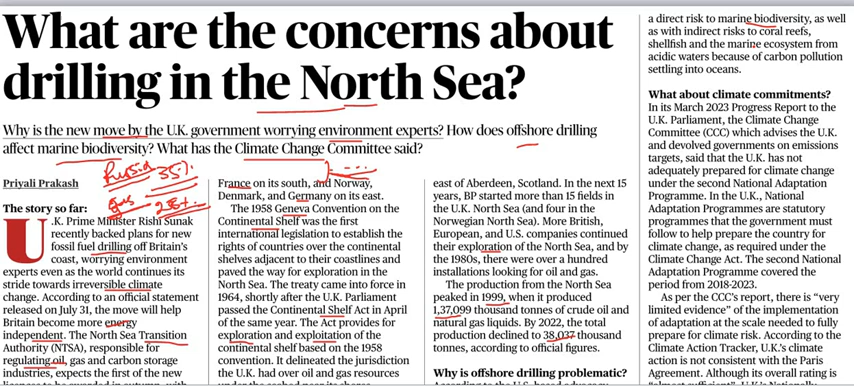 What are the concerns about
drilling in the North Sea?
Why is the new move by the U.K. government worrying environment experts? How does offshore drilling
affect marine biodiversity? What has the Climate Change Committee said?
Russia 35%
gas
Priyali Prakash
The story so far:
U.K. Prime Minister Rishi Sunak
recently backed plans for new
fossil fuel drilling off Britain's
coast, worrying environment
experts even as the world continues its
stride towards irreversible climate
change. According to an official statement
released on July 31, the move will help
Britain become more energy
independent. The North Sea Transition
Authority (NTSA), responsible for
regulating oil, gas and carbon storage
industries, expects the first of the new
France on its south, and Norway,
Denmark, and Germany on its east.
The 1958 Geneva Convention on the
Continental Shelf was the first
international legislation to establish the
rights of countries over the continental
shelves adjacent to their coastlines and
paved the way for exploration in the
North Sea. The treaty came into force in
1964, shortly after the U.K. Parliament
passed the Continental Shelf Act in April
of the same year. The Act provides for
exploration and exploitation of the
continental shelf based on the 1958
convention. It delineated the jurisdiction
the U.K. had over oil and gas resources
east of Aberdeen, Scotland. In the next 15
years, BP started more than 15 fields in
the U.K. North Sea (and four in the
Norwegian North Sea). More British,
European, and U.S. companies continued
their exploration of the North Sea, and by
the 1980s, there were over a hundred
installations looking for oil and gas.
The production from the North Sea
peaked in 1999, when it produced
1,37,099 thousand tonnes of crude oil and
natural gas liquids. By 2022, the total
production declined to 38,037 thousand
tonnes, according to official figures.
Why is offshore drilling problematic?
a direct risk to marine biodiversity, as well
as with indirect risks to coral reefs,
shellfish and the marine ecosystem from
acidic waters because of carbon pollution
settling into oceans.
What about climate commitments?
In its March 2023 Progress Report to the
U.K. Parliament, the Climate Change
Committee (CCC) which advises the U.K.
and devolved governments on emissions
targets, said that the U.K. has not
adequately prepared for climate change
under the second National Adaptation
Programme. In the U.K., National
Adaptation Programmes are statutory
programmes that the government must
follow to help prepare the country for
climate change, as required under the
Climate Change Act. The second National
Adaptation Programme covered the
period from 2018-2023.
As per the CCC's report, there is "very
limited evidence" of the implementation
of adaptation at the scale needed to fully
prepare for climate risk. According to the
Climate Action Tracker, U.K.'s climate
action is not consistent with the Paris
Agreement. Although its overall rating is